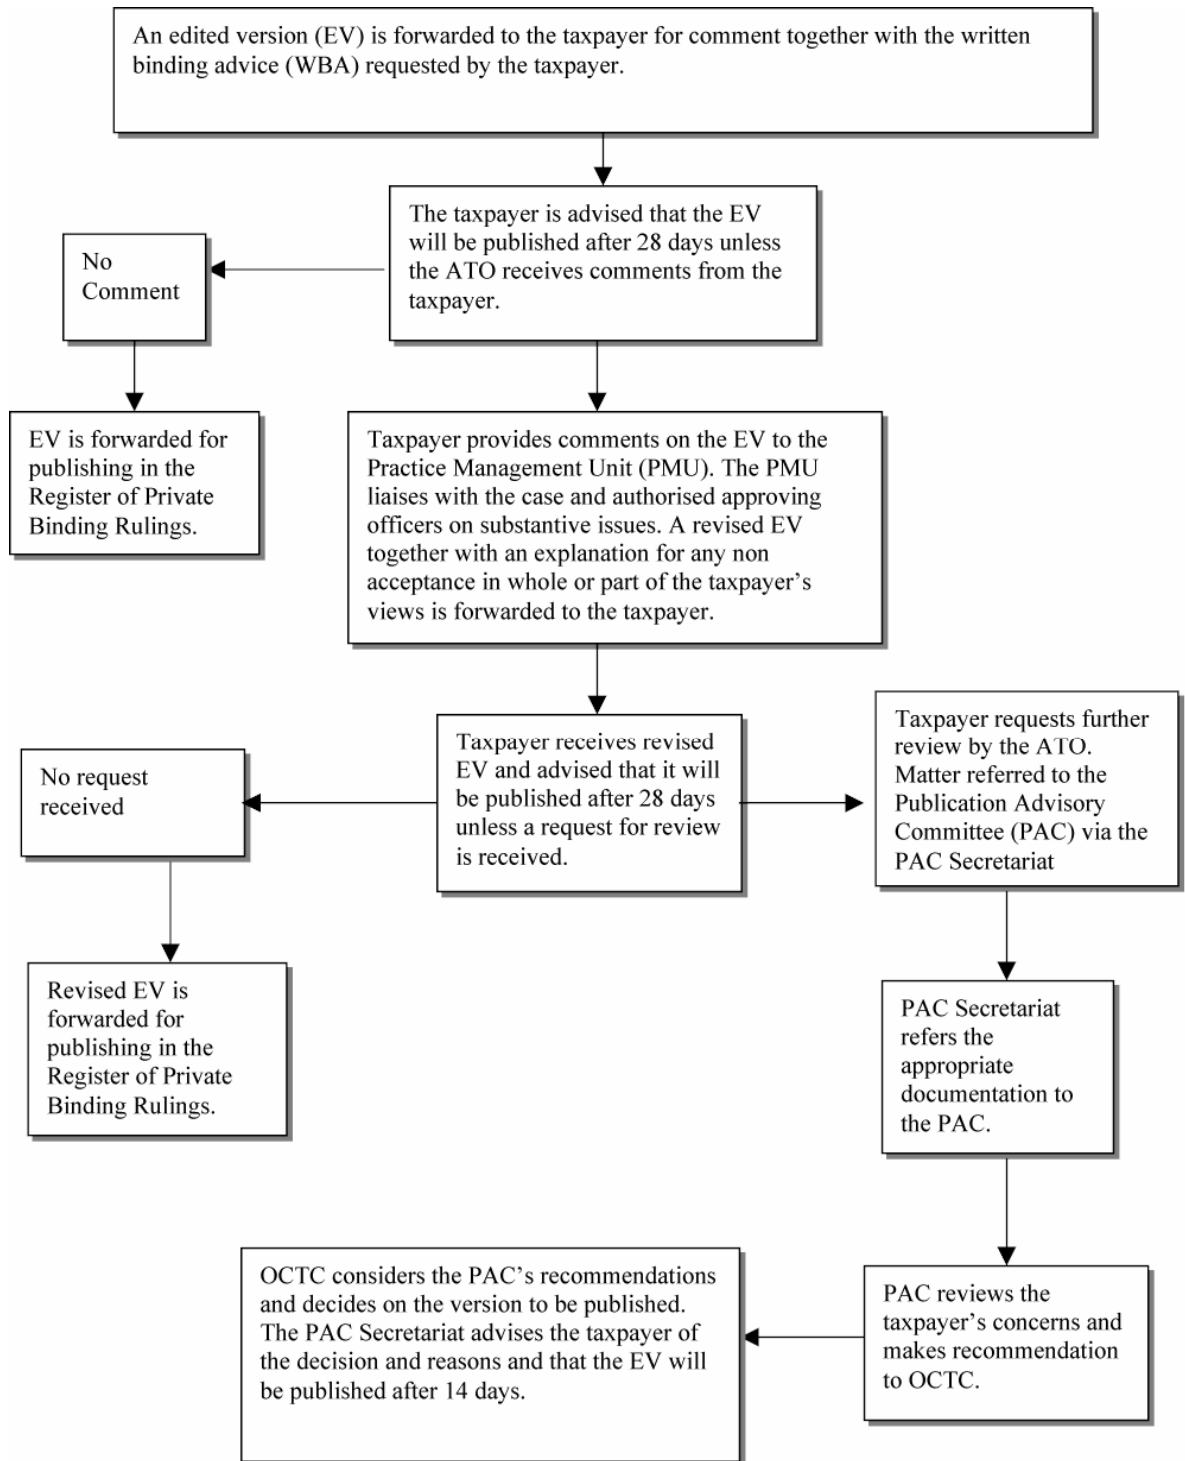 An edited version (EV) is forwarded to the taxpayer for comment together with the written
binding advice (WBA) requested by the taxpayer.
The taxpayer is advised that the EV
will be published after 28 days unless
the ATO receives comments from the
taxpayer.
No
Comment
EV is forwarded for
publishing in the
Register of Private
Binding Rulings.
Taxpayer provides comments on the EV to the
Practice Management Unit (PMU). The PMU
liaises with the case and authorised approving
officers on substantive issues. A revised EV
together with an explanation for any non
acceptance in whole or part of the taxpayer's
views is forwarded to the taxpayer.
Taxpayer receives revised
EV and advised that it will
be published after 28 days
unless a request for review
is received.
No request
received
Revised EV is
forwarded for
publishing in the
Register of Private
Binding Rulings.
Taxpayer requests further
review by the ATO.
Matter referred to the
Publication Advisory
Committee (PAC) via the
PAC Secretariat
PAC Secretariat
refers the
appropriate
documentation to
the PAC.
PAC reviews the
taxpayer's concerns and
makes recommendation
to OCTC.
OCTC considers the PAC's recommendations
and decides on the version to be published.
The PAC Secretariat advises the taxpayer of
the decision and reasons and that the EV will
be published after 14 days.